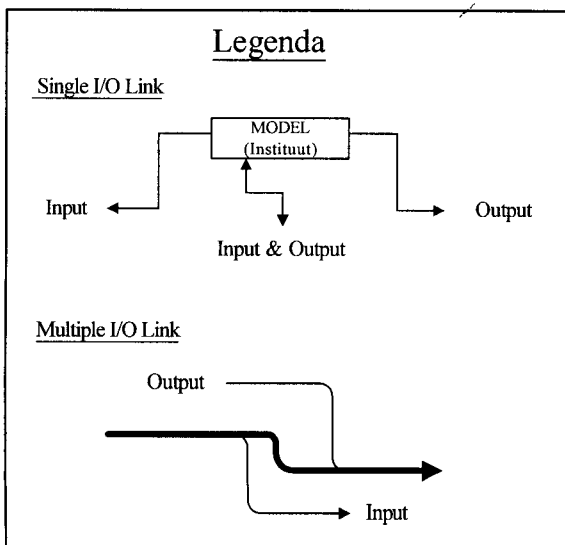 Legenda
Single I/O Link
MODEL
(Instituut)
Input
Output
Input & Output
Multiple I/O Link
Output
Input